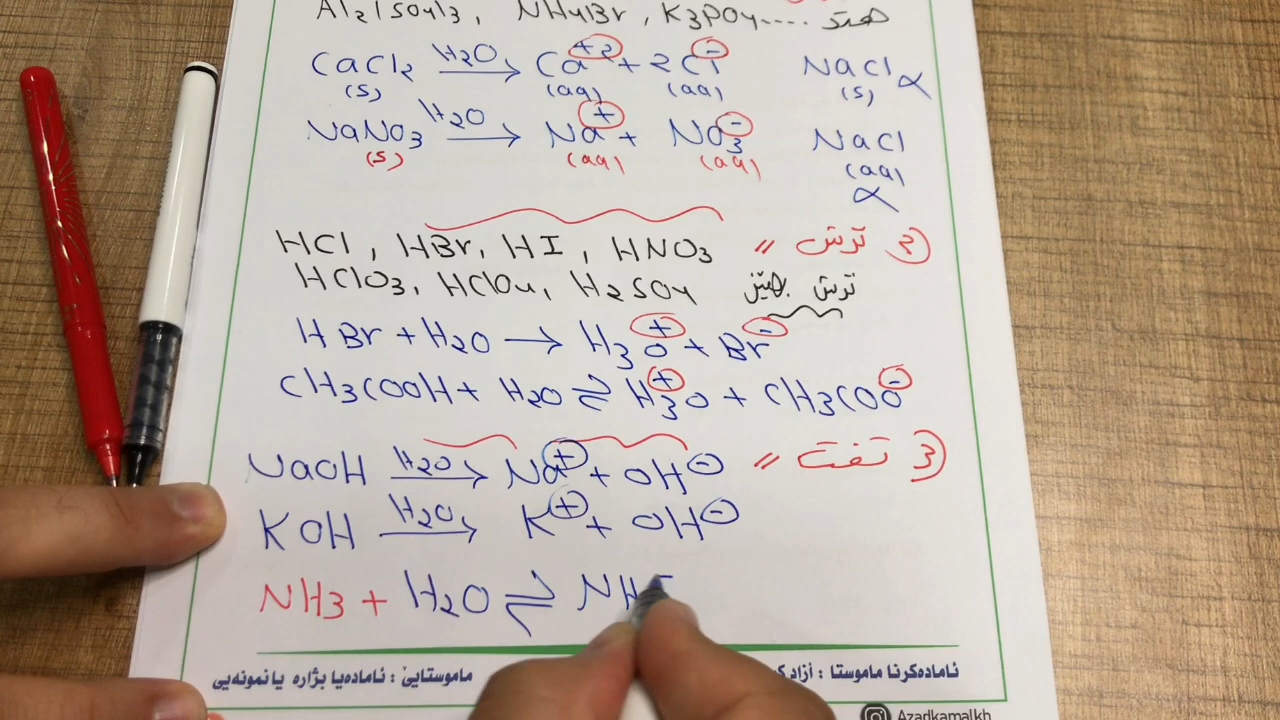 Al2(SO4)3, NH4Br, K3PO4.... هتد
CaCl2(s) H2O→ Ca+2(aq) + 2Cl-(aq) NaCl(s) ×
NaNO3(s) H2O→ Na+(aq) + NO3-(aq) NaCl(aq) ×
2) ترش //
HCl, HBr, HI, HNO3
HClO3, HClO4, H2SO4 ترش بهێز
HBr + H2O → H3O+ + Br-
CH3COOH + H2O ⇌ H3O+ + CH3COO-
3) تفت //
NaOH H2O→ Na+ + OH-
KOH H2O→ K+ + OH-
NH3 + H2O ⇌ NH
ئامادەکرنا ماموستا : ئازاد ماموستایێ : ئامادەیا بژارە یا نمونەیی
Azadkamalkh